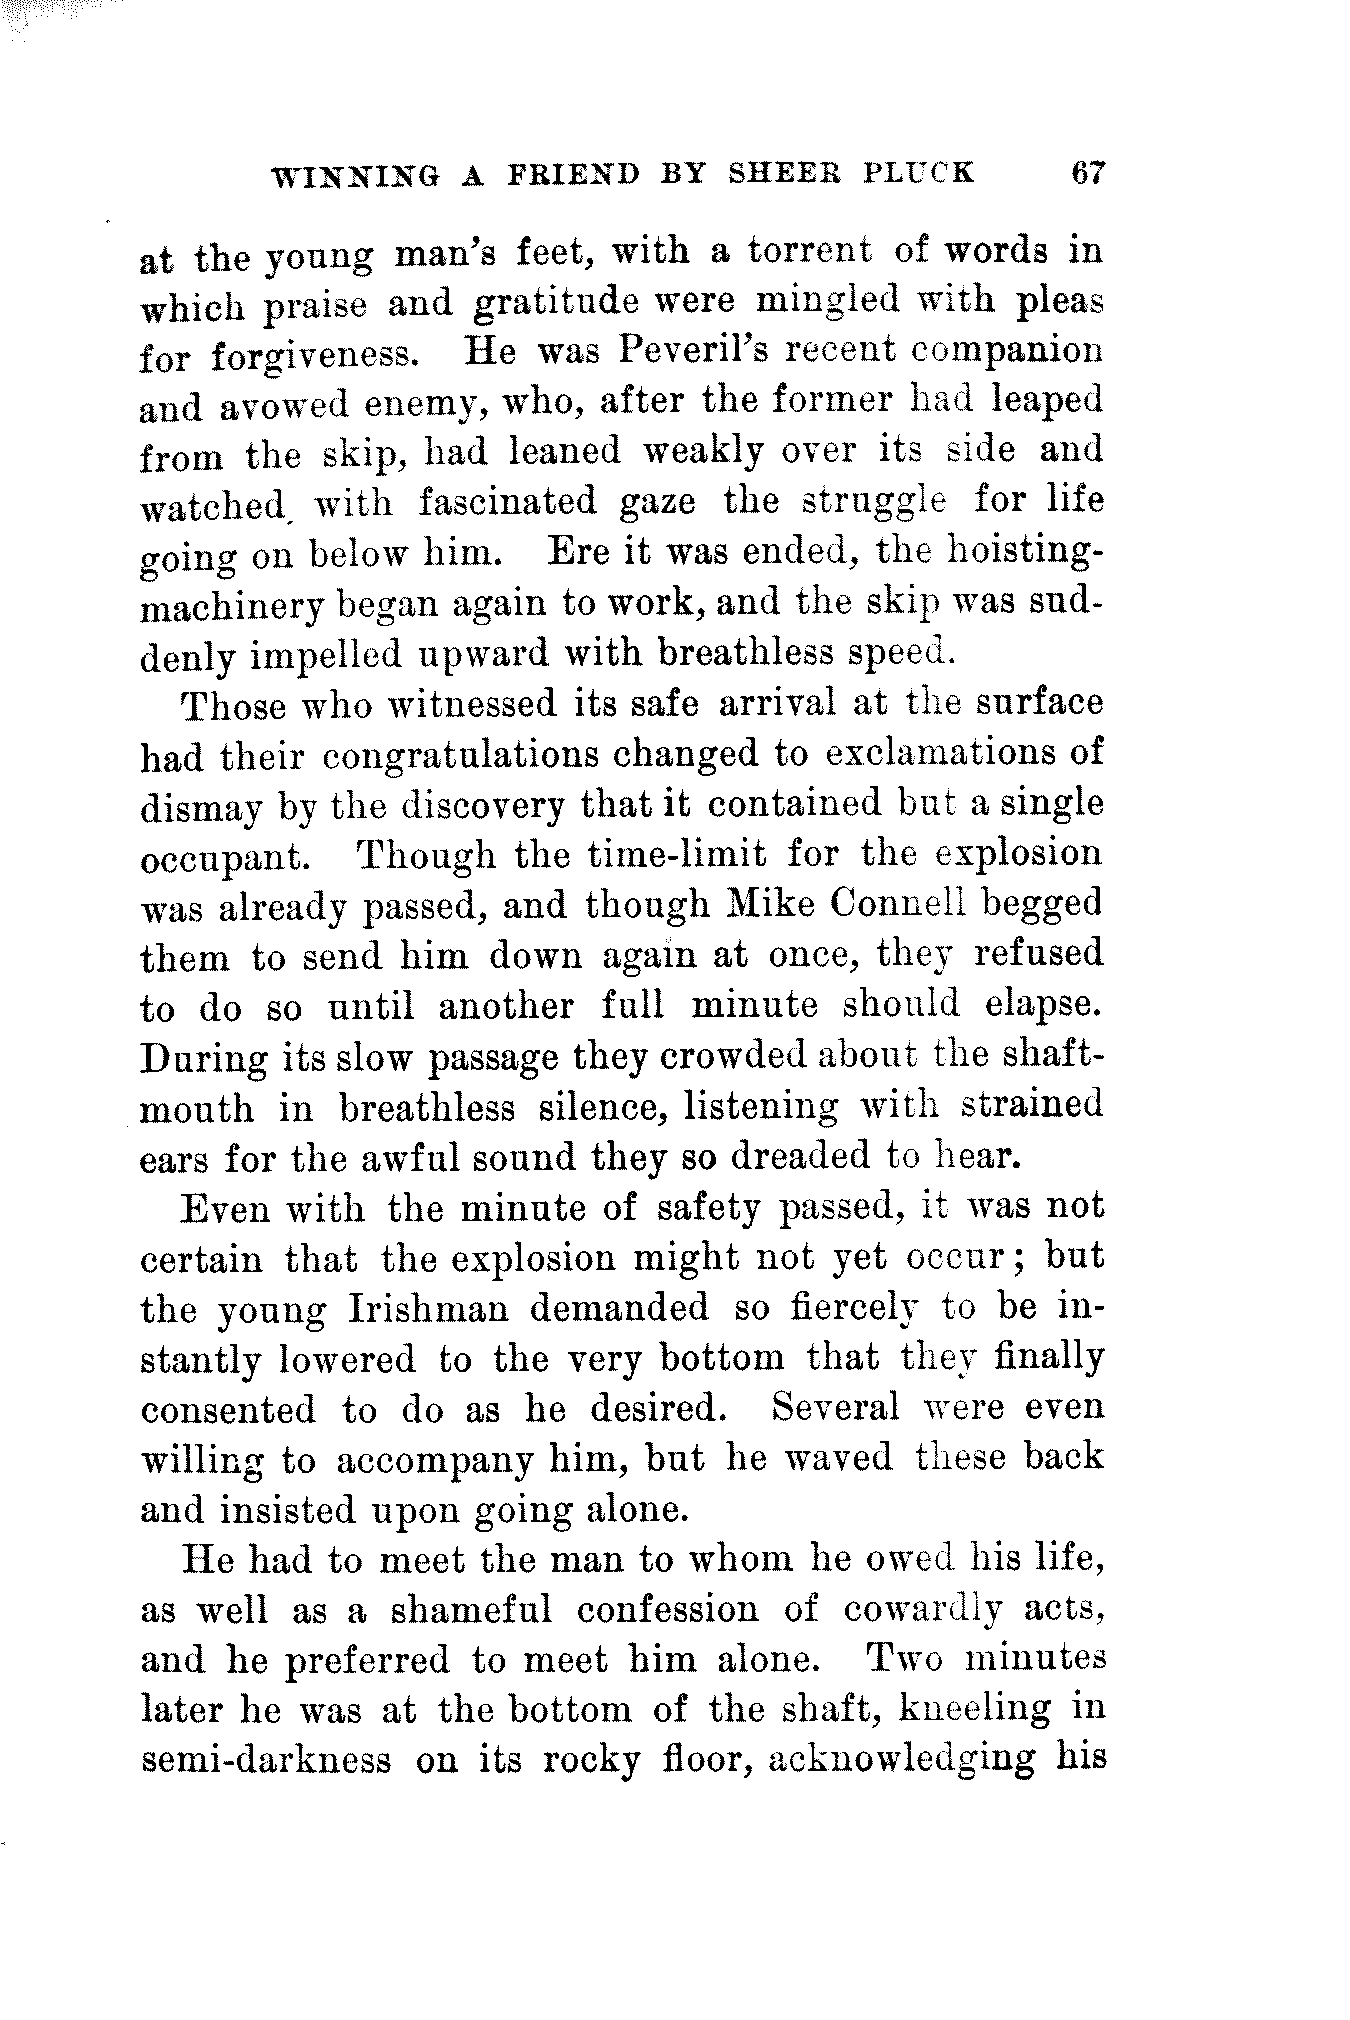 WINNING A FRIEND BY SHEER PLUCK 67
at the young man's feet, with a torrent of words in
which praise and gratitude were mingled with pleas
for forgiveness. He was Peveril's recent companion
and avowed enemy, who, after the former had leaped
from the skip, had leaned weakly over its side and
watched with fascinated gaze the struggle for life
going on below him. Ere it was ended, the hoisting-
machinery began again to work, and the skip was sud-
denly impelled upward with breathless speed.
Those who witnessed its safe arrival at the surface
had their congratulations changed to exclamations of
dismay by the discovery that it contained but a single
occupant. Though the time-limit for the explosion
was already passed, and though Mike Connell begged
them to send him down again at once, they refused
to do so until another full minute should elapse.
During its slow passage they crowded about the shaft-
mouth in breathless silence, listening with strained
ears for the awful sound they so dreaded to hear.
Even with the minute of safety passed, it was not
certain that the explosion might not yet occur; but
the young Irishman demanded so fiercely to be in-
stantly lowered to the very bottom that they finally
consented to do as he desired. Several were even
willing to accompany him, but he waved these back
and insisted upon going alone.
He had to meet the man to whom he owed his life,
as well as a shameful confession of cowardly acts,
and he preferred to meet him alone. Two minutes
later he was at the bottom of the shaft, kneeling in
semi-darkness on its rocky floor, acknowledging his